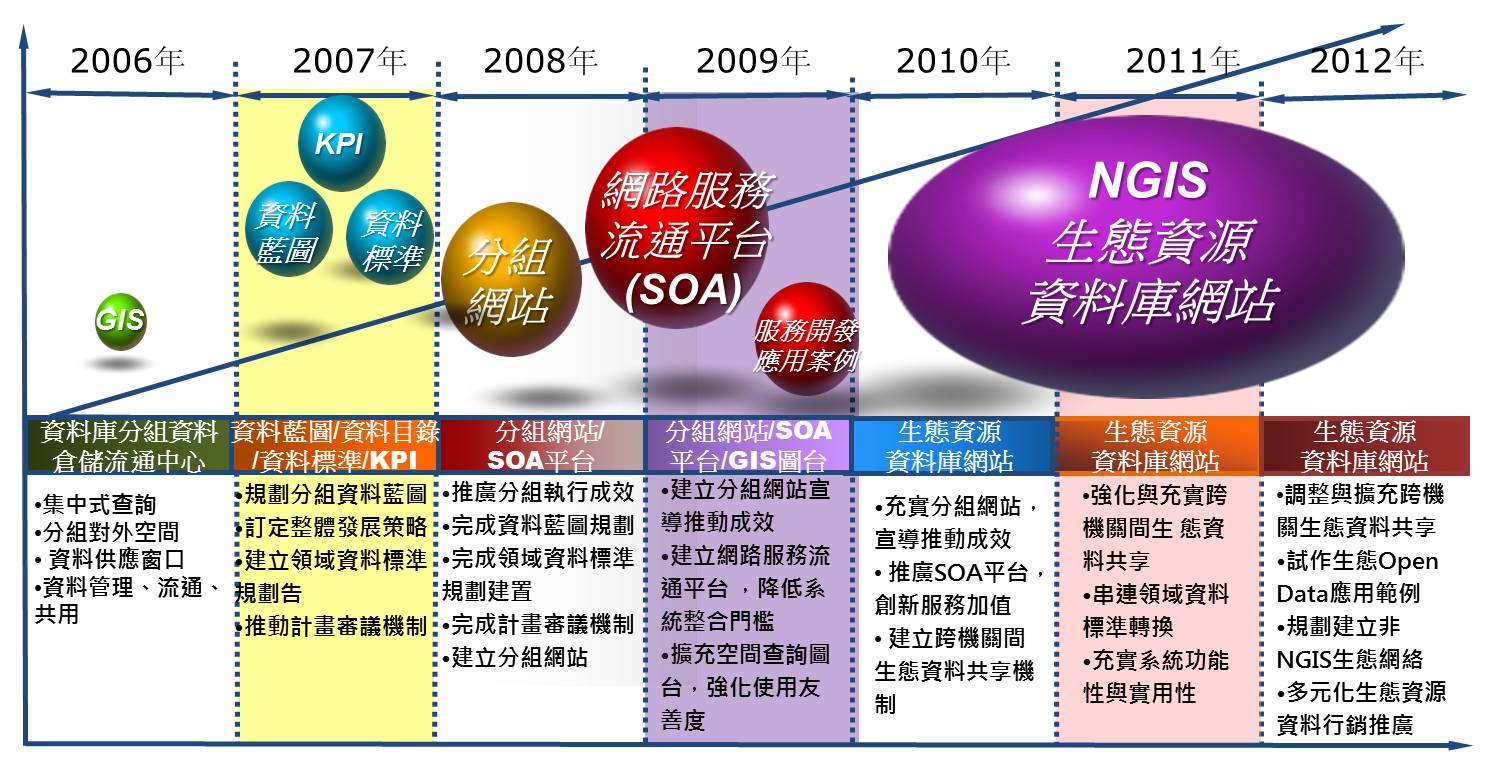 2006年
2007年
2008年
2009年
2010年
2011年
2012年
GIS
KPI
資料
藍圖
資料
標準
分組
網站
網路服務
流通平台
(SOA)
服務開發
應用案例
NGIS
生態資源
資料庫網站
資料庫分組資料
倉儲流通中心
•集中式查詢
•分組對外空間
• 資料供應窗口
•資料管理、流通、
共用
資料藍圖/資料目錄
/資料標準/KPI
•規劃分組資料藍圖
•訂定整體發展策略
•建立領域資料標準
規劃告
•推動計畫審議機制
分組網站/
SOA平台
•推廣分組執行成效
•完成資料藍圖規劃
•完成領域資料標準
規劃建置
•完成計畫審議機制
•建立分組網站
分組網站/SOA
平台/GIS圖台
•建立分組網站宣
導推動成效
•建立網路服務流
通平台，降低系
統整合門檻
•擴充空間查詢圖
台，強化使用友
善度
生態資源
資料庫網站
•充實分組網站，
宣導推動成效
• 推廣SOA平台，
創新服務加值
• 建立跨機關間
生態資料共享機
制
生態資源
資料庫網站
•強化與充實跨
機關間生 態資
料共享
•串連領域資料
標準轉換
•充實系統功能
性與實用性
生態資源
資料庫網站
•調整與擴充跨機
關生態資料共享
•試作生態Open
Data應用範例
•規劃建立非
NGIS生態網絡
•多元化生態資源
資料行銷推廣